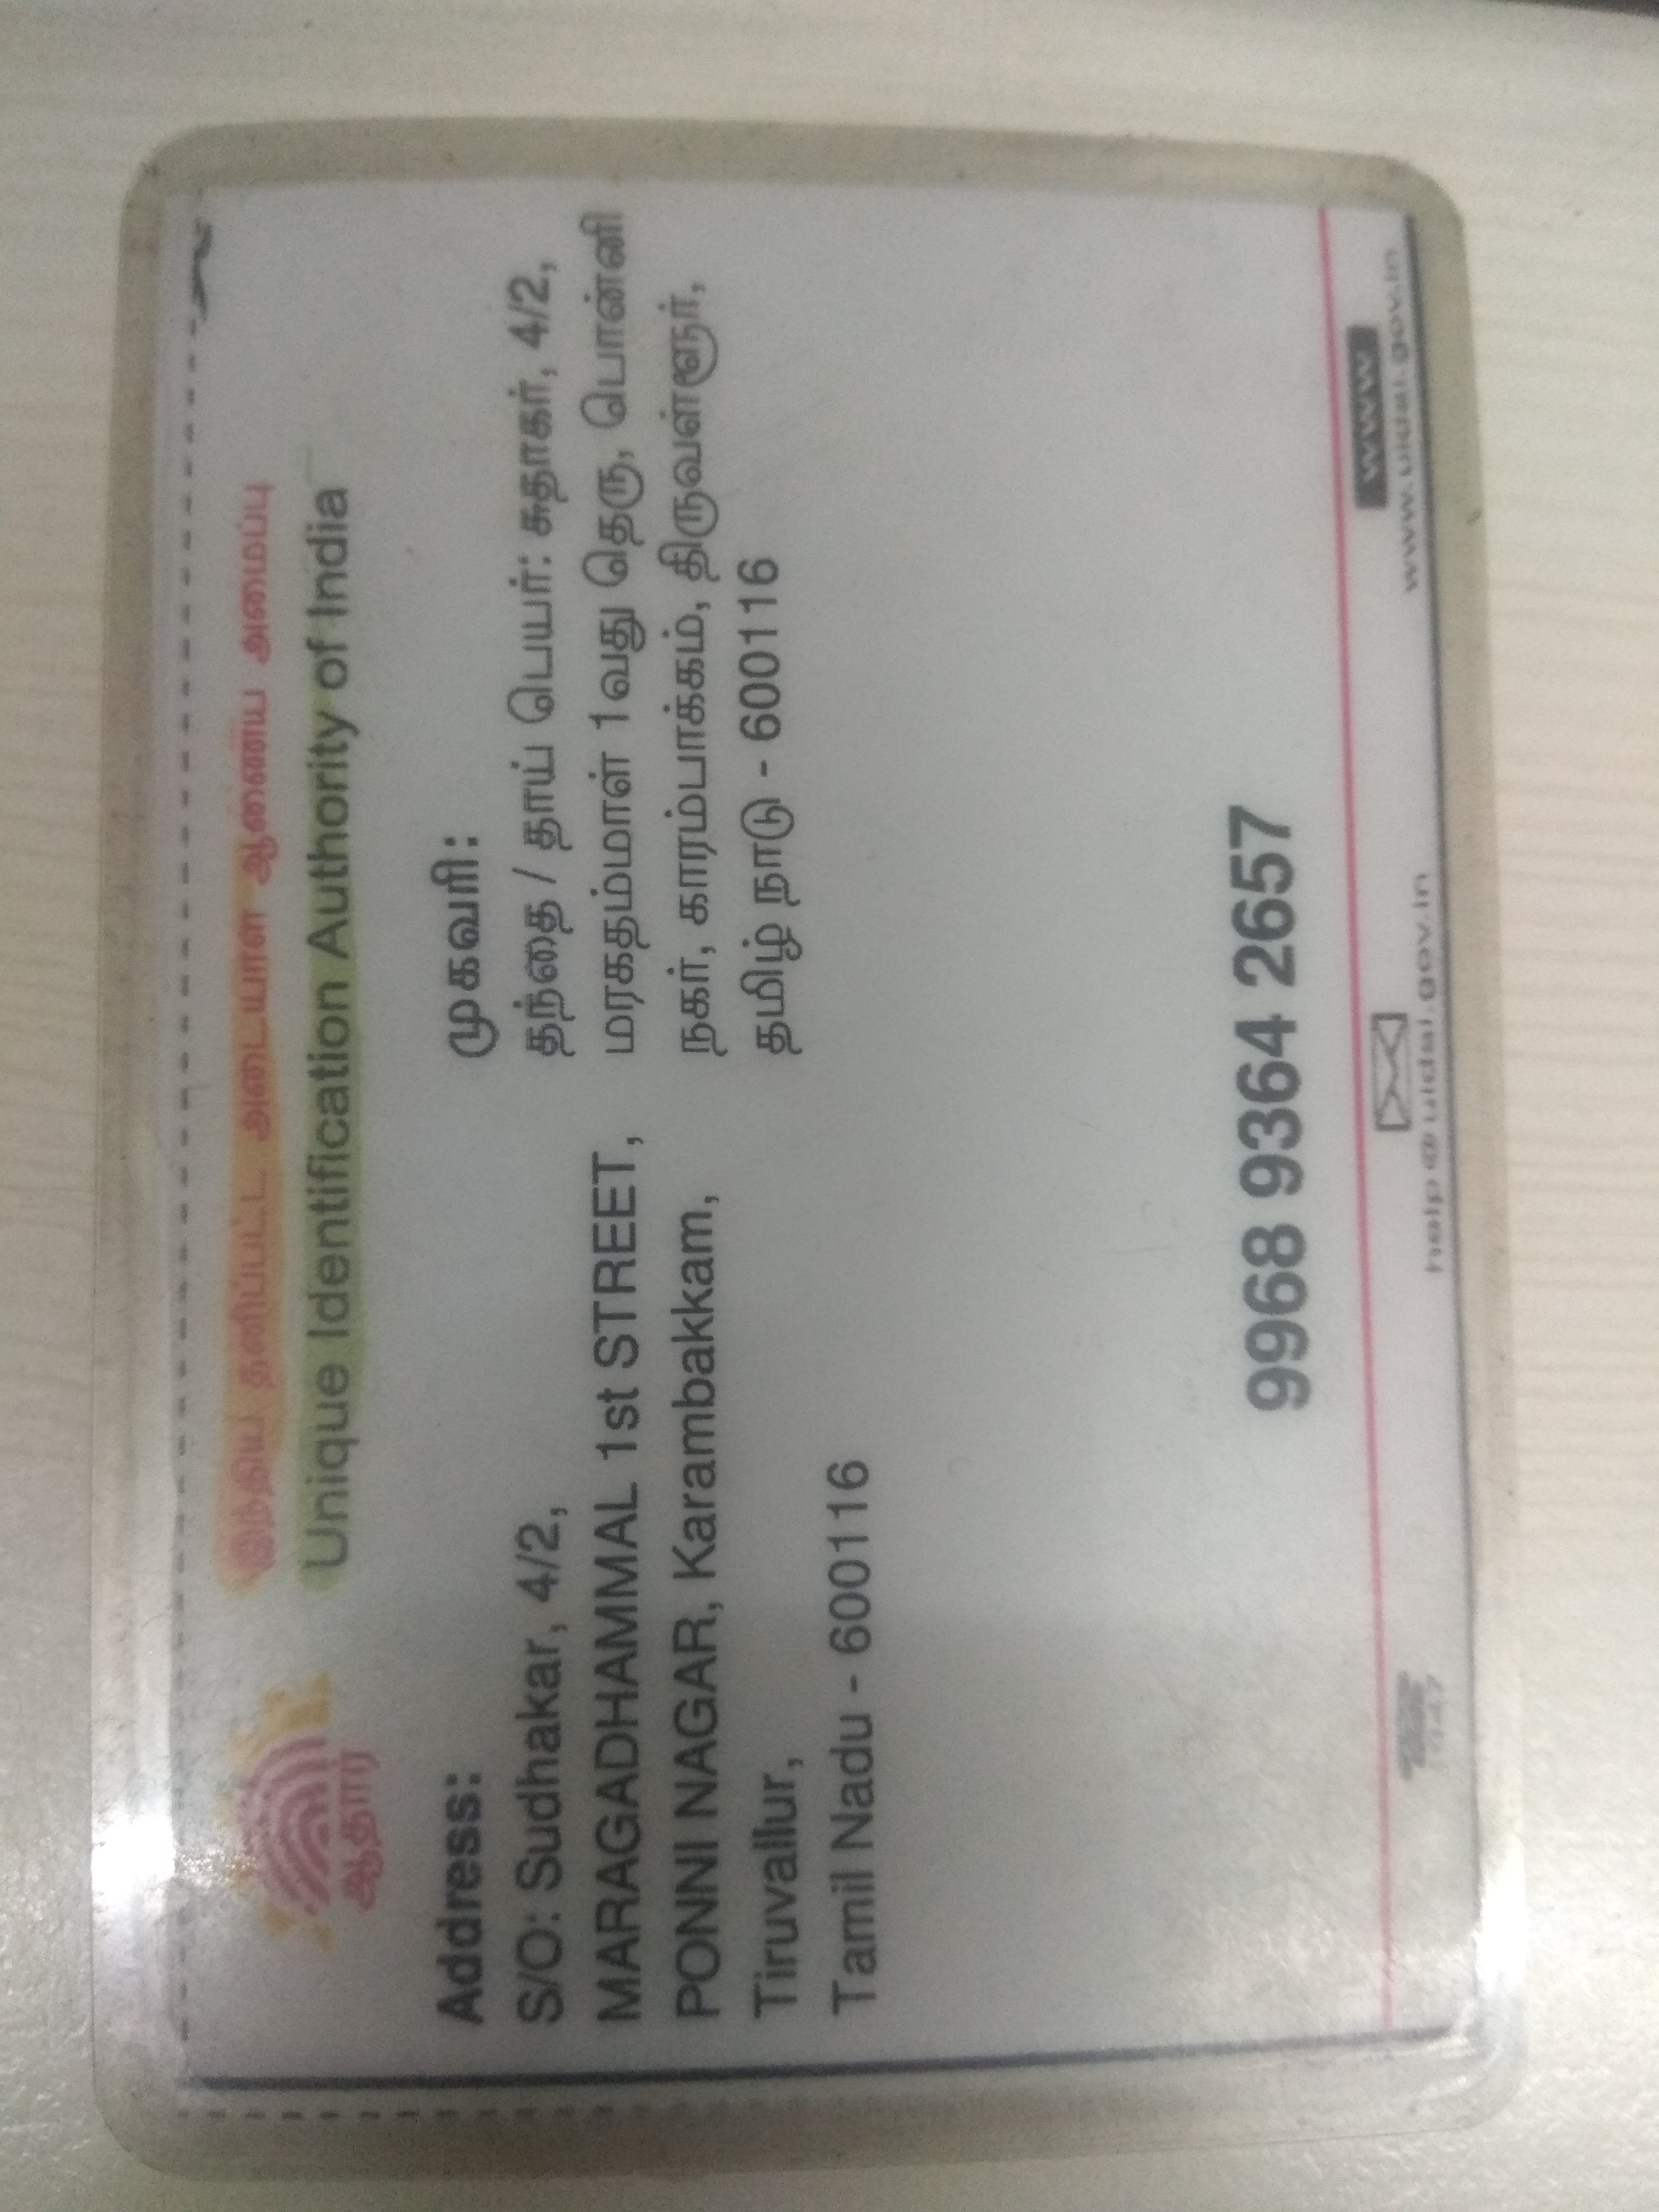 இந்திய தனிப்பட்ட அடையாள ஆணைய அமைப்பு
Unique Identification Authority of India
ஆதார்
Address:
S/O: Sudhakar, 4/2,
MARAGADHAMMAL 1st STREET,
PONNI NAGAR, Karambakkam,
Tiruvallur,
Tamil Nadu - 600116
முகவரி:
தந்தை / தாய் பெயர்: சுதாகர், 4/2,
மரகதம்மாள் 1வது தெரு, பொன்னி
நகர், காரம்பாக்கம், திருவள்ளூர்,
தமிழ் நாடு - 600116
9968 9364 2657
1947
help@uidai.gov.in
WWW
www.uidai.gov.in